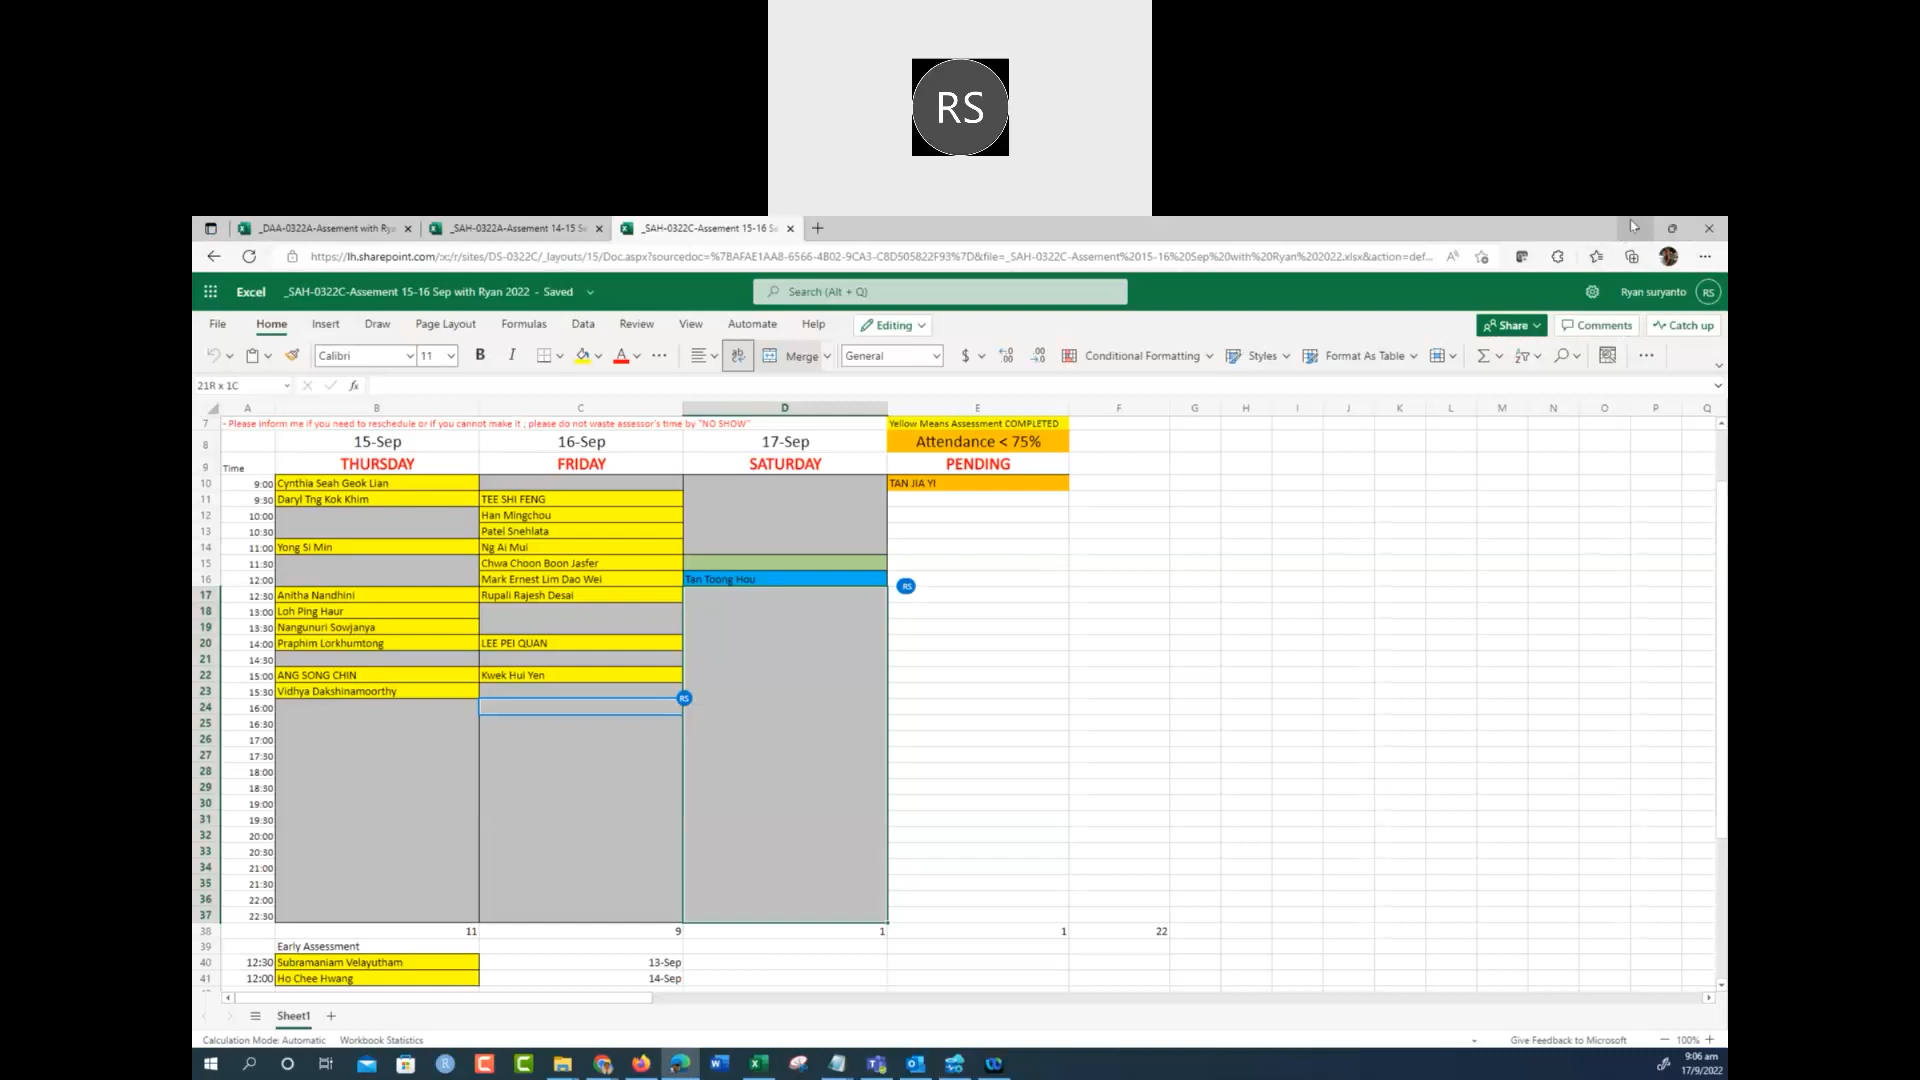 RS
_DAA-0322A-Assement with Rya
_SAH-0322A-Assement 14-15 S
_SAH-0322C-Assement 15-16 S
https://lh.sharepoint.com/:x:/r/sites/DS-0322C/_layouts/15/Doc.aspx?sourcedoc=%7BAFAE1AA8-6566-4B02-9CA3-C8D505822F93%7D&file=_SAH-0322C-Assement%2015-16%20Sep%20with%20Ryan%202022.xlsx&action=def...
Excel _SAH-0322C-Assement 15-16 Sep with Ryan 2022 - Saved Search (Alt + Q) Ryan suryanto RS
File Home Insert Draw Page Layout Formulas Data Review View Automate Help Editing Share Comments Catch up
Calibri 11 B I A ... ab Merge General $ .00 Conditional Formatting Styles Format As Table Σ ...
21R x 1C fx
A B C D E F G H I J K L M N O P Q
7 - Please inform me if you need to reschedule or if you cannot make it ; please do not waste assessor's time by "NO SHOW" Yellow Means Assessment COMPLETED
8 15-Sep 16-Sep 17-Sep Attendance < 75%
9 Time THURSDAY FRIDAY SATURDAY PENDING
10 9:00 Cynthia Seah Geok Lian TAN JIA YI
11 9:30 Daryl Tng Kok Khim TEE SHI FENG
12 10:00 Han Mingchou
13 10:30 Patel Snehlata
14 11:00 Yong Si Min Ng Ai Mui
15 11:30 Chwa Choon Boon Jasfer
16 12:00 Mark Ernest Lim Dao Wei Tan Toong Hou
RS
17 12:30 Anitha Nandhini Rupali Rajesh Desai
18 13:00 Loh Ping Haur
19 13:30 Nangunuri Sowjanya
20 14:00 Praphim Lorkhumtong LEE PEI QUAN
21 14:30
22 15:00 ANG SONG CHIN Kwek Hui Yen
23 15:30 Vidhya Dakshinamoorthy
RS
24 16:00
25 16:30
26 17:00
27 17:30
28 18:00
29 18:30
30 19:00
31 19:30
32 20:00
33 20:30
34 21:00
35 21:30
36 22:00
37 22:30
38 11 9 1 1 22
39 Early Assessment
40 12:30 Subramaniam Velayutham 13-Sep
41 12:00 Ho Chee Hwang 14-Sep
Sheet1
Calculation Mode: Automatic Workbook Statistics Give Feedback to Microsoft 100%
9:06 am
17/9/2022